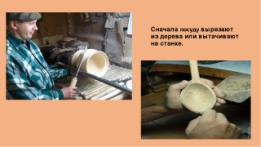 Сначала посуду вырезают
из дерева или вытачивают
на станке.